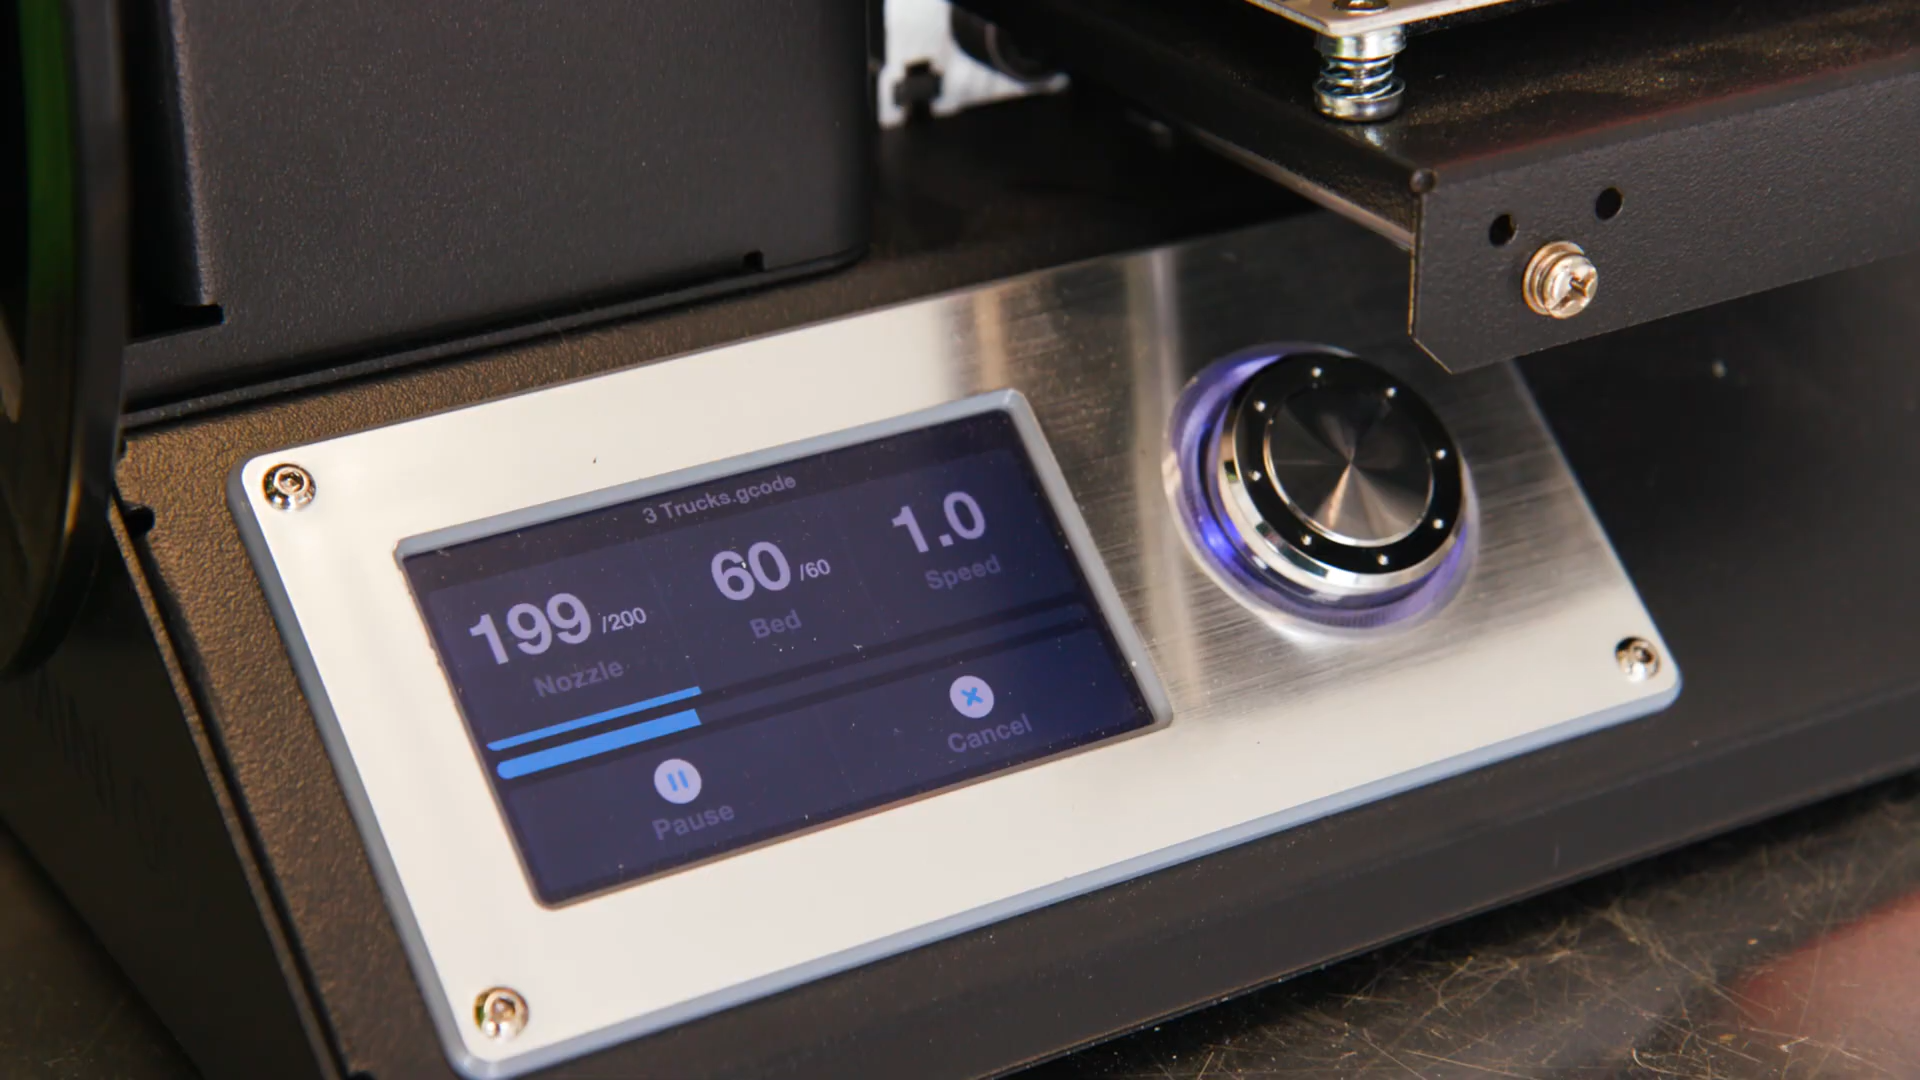 3 Trucks.gcode
199 /200
Nozzle
60 /60
Bed
1.0
Speed
Pause
Cancel